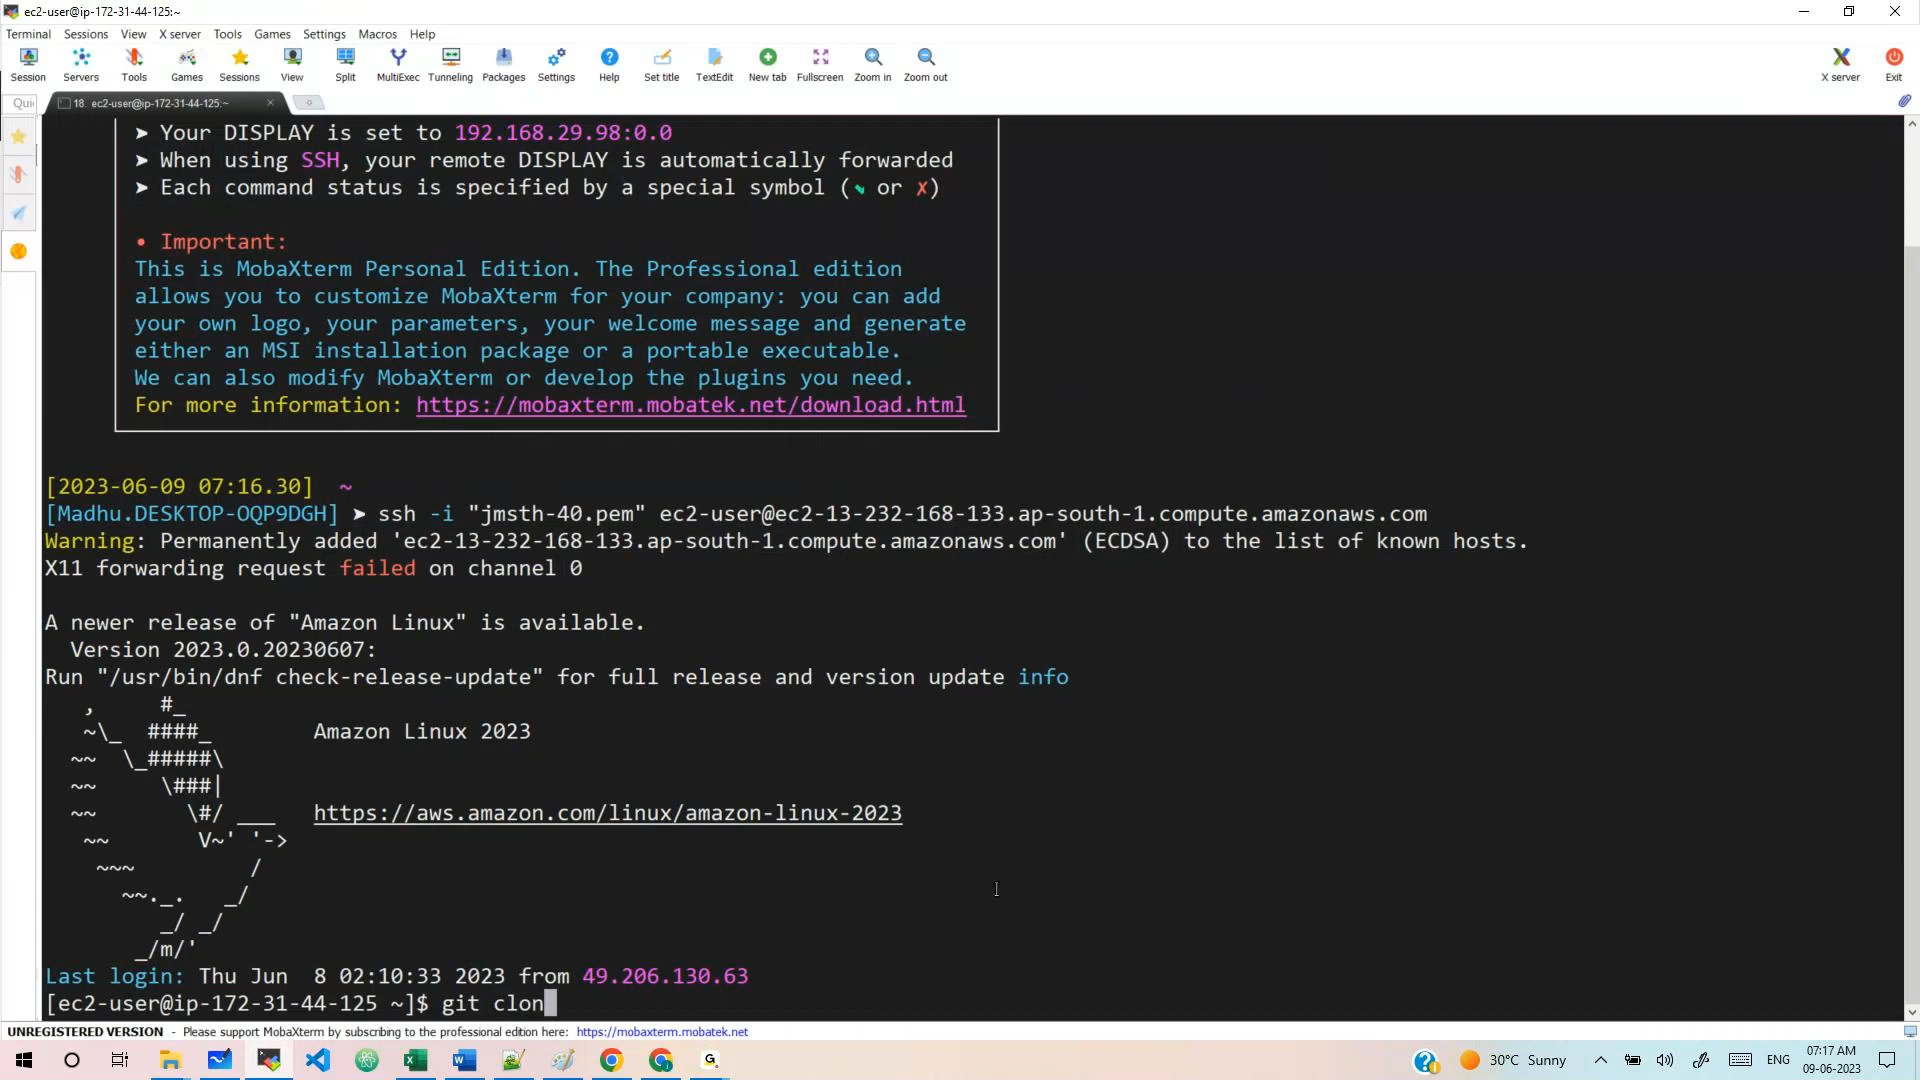 ec2-user@ip-172-31-44-125:~
Terminal Sessions View X server Tools Games Settings Macros Help
Session Servers Tools Games Sessions View Split MultiExec Tunneling Packages Settings Help Set title TextEdit New tab Fullscreen Zoom in Zoom out X server Exit
Qui 18. ec2-user@ip-172-31-44-125:~
➤ Your DISPLAY is set to 192.168.29.98:0.0
➤ When using SSH, your remote DISPLAY is automatically forwarded
➤ Each command status is specified by a special symbol (✔ or ✗)
• Important:
This is MobaXterm Personal Edition. The Professional edition
allows you to customize MobaXterm for your company: you can add
your own logo, your parameters, your welcome message and generate
either an MSI installation package or a portable executable.
We can also modify MobaXterm or develop the plugins you need.
For more information: https://mobaxterm.mobatek.net/download.html
[2023-06-09 07:16.30] ~
[Madhu.DESKTOP-OQP9DGH] ➤ ssh -i "jmsth-40.pem" ec2-user@ec2-13-232-168-133.ap-south-1.compute.amazonaws.com
Warning: Permanently added 'ec2-13-232-168-133.ap-south-1.compute.amazonaws.com' (ECDSA) to the list of known hosts.
X11 forwarding request failed on channel 0
A newer release of "Amazon Linux" is available.
Version 2023.0.20230607:
Run "/usr/bin/dnf check-release-update" for full release and version update info
   ,     #_
   ~\_  ####_        Amazon Linux 2023
  ~~  \_#####\
  ~~     \###|
  ~~       \#/ ___   https://aws.amazon.com/linux/amazon-linux-2023
   ~~       V~' '->
    ~~~         /
      ~~._.   _/
         _/ _/
       _/m/'
Last login: Thu Jun  8 02:10:33 2023 from 49.206.130.63
[ec2-user@ip-172-31-44-125 ~]$ git clon
UNREGISTERED VERSION - Please support MobaXterm by subscribing to the professional edition here: https://mobaxterm.mobatek.net
30°C Sunny ENG 07:17 AM
09-06-2023